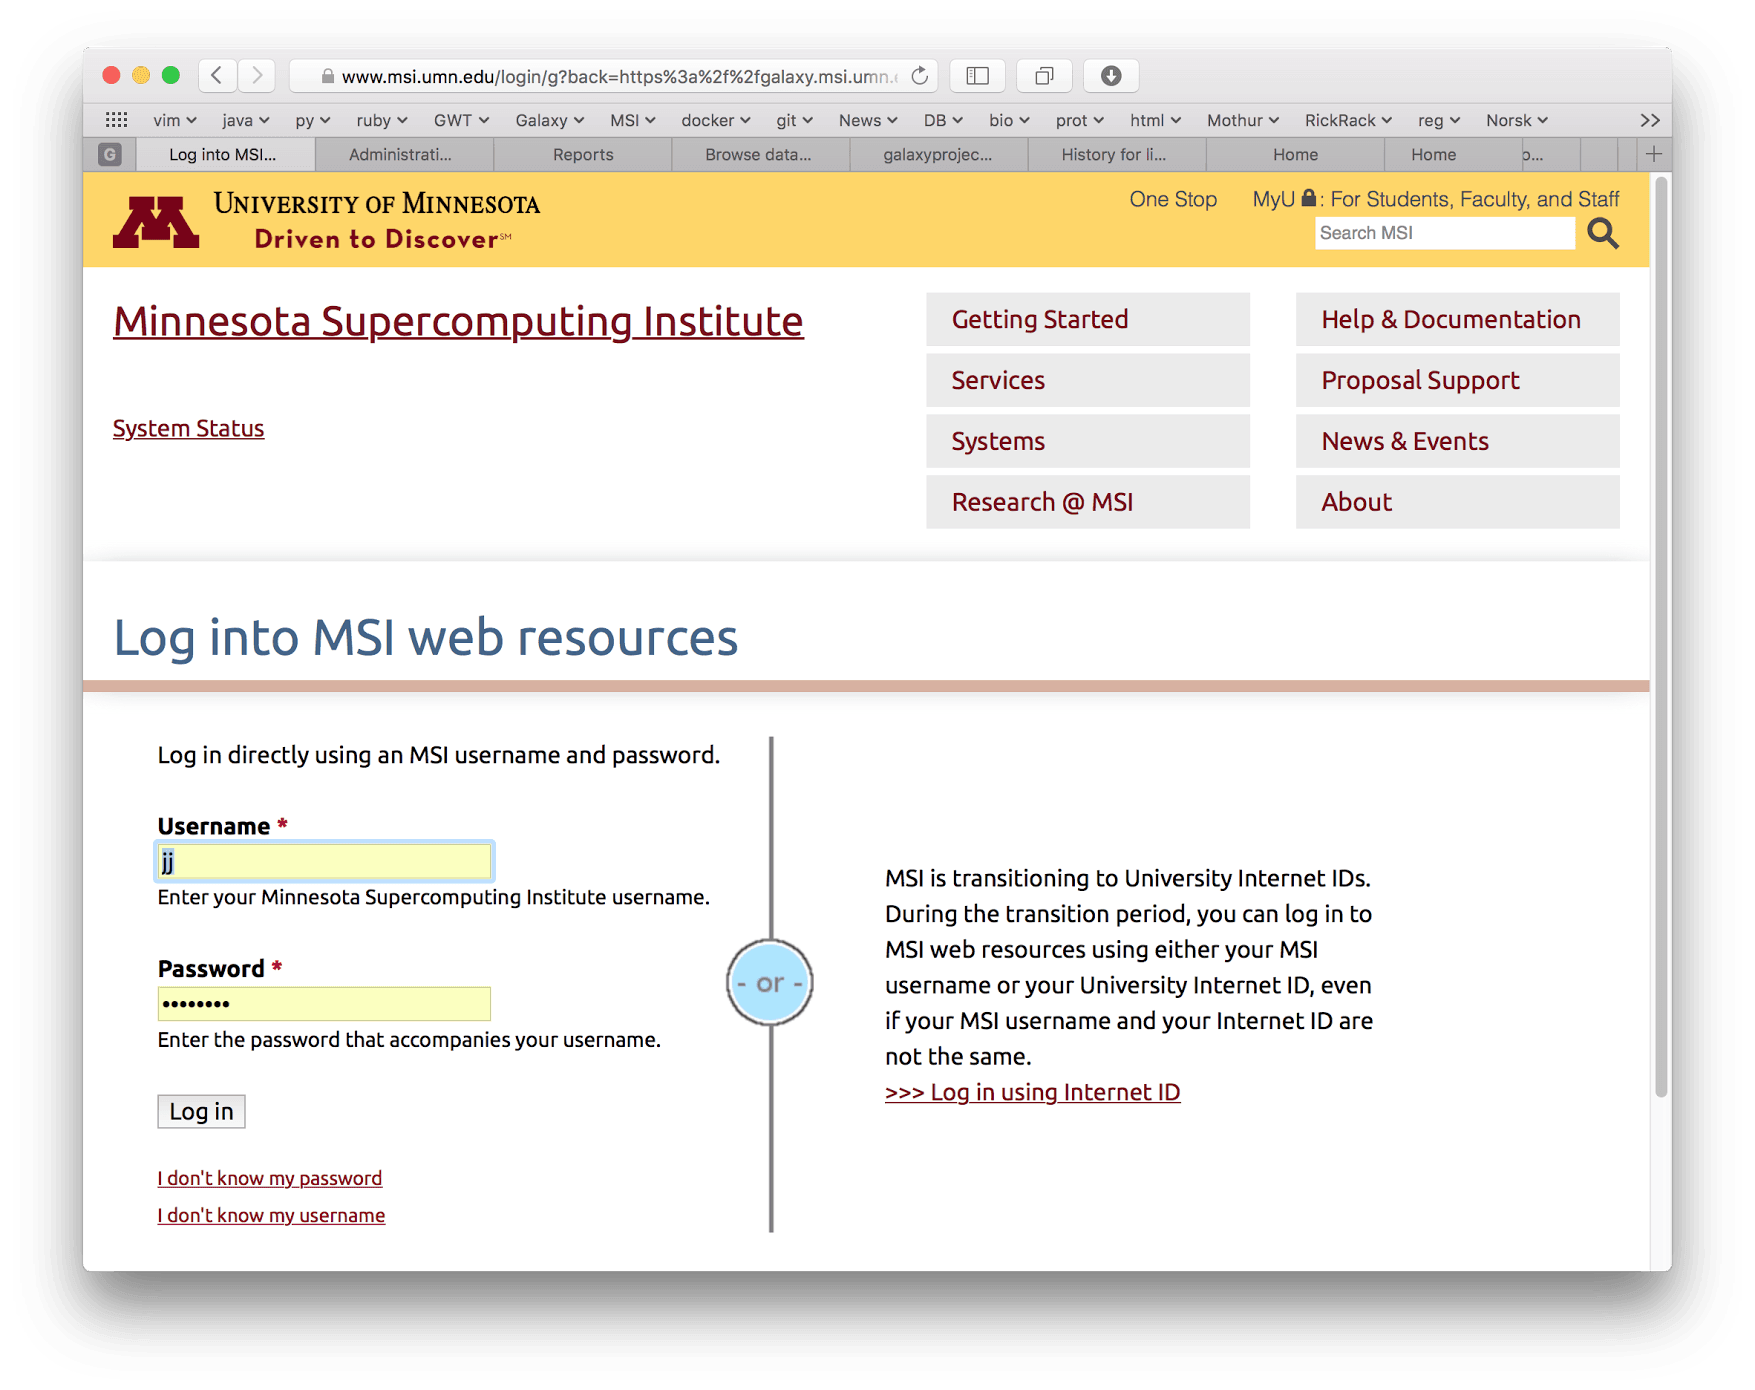 www.msi.umn.edu/login/g?back=https%3a%2f%2fgalaxy.msi.umn.e
vim java py ruby GWT Galaxy MSI docker git News DB bio prot html Mothur RickRack reg Norsk >>
G Log into MSI... Administrati... Reports Browse data... galaxyprojec... History for li... Home Home o... +
UNIVERSITY OF MINNESOTA
Driven to Discover℠
One Stop MyU : For Students, Faculty, and Staff
Search MSI
Minnesota Supercomputing Institute
System Status
Getting Started Help & Documentation
Services Proposal Support
Systems News & Events
Research @ MSI About
Log into MSI web resources
Log in directly using an MSI username and password.
Username *
jj
Enter your Minnesota Supercomputing Institute username.
Password *
••••••••
Enter the password that accompanies your username.
Log in
I don't know my password
I don't know my username
- or -
MSI is transitioning to University Internet IDs.
During the transition period, you can log in to
MSI web resources using either your MSI
username or your University Internet ID, even
if your MSI username and your Internet ID are
not the same.
>>> Log in using Internet ID